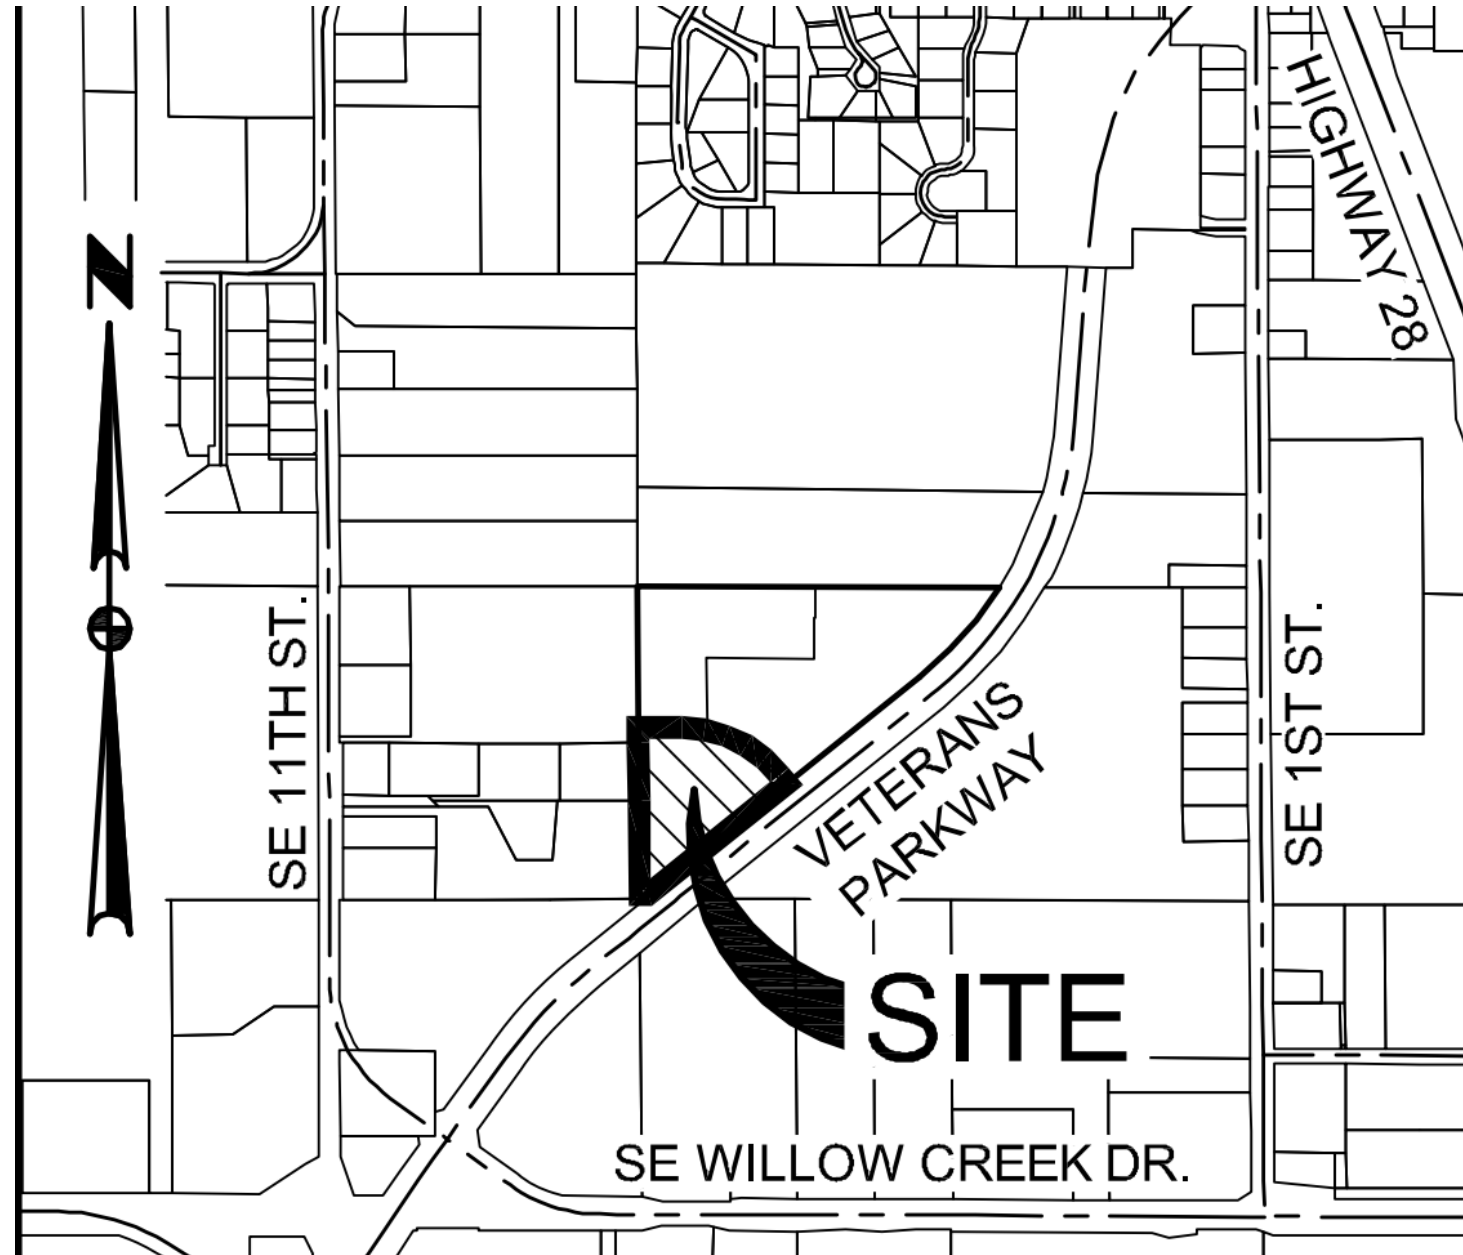 HIGHWAY 28
N
SE 11TH ST.
SE 1ST ST.
VETERANS
PARKWAY
SITE
SE WILLOW CREEK DR.